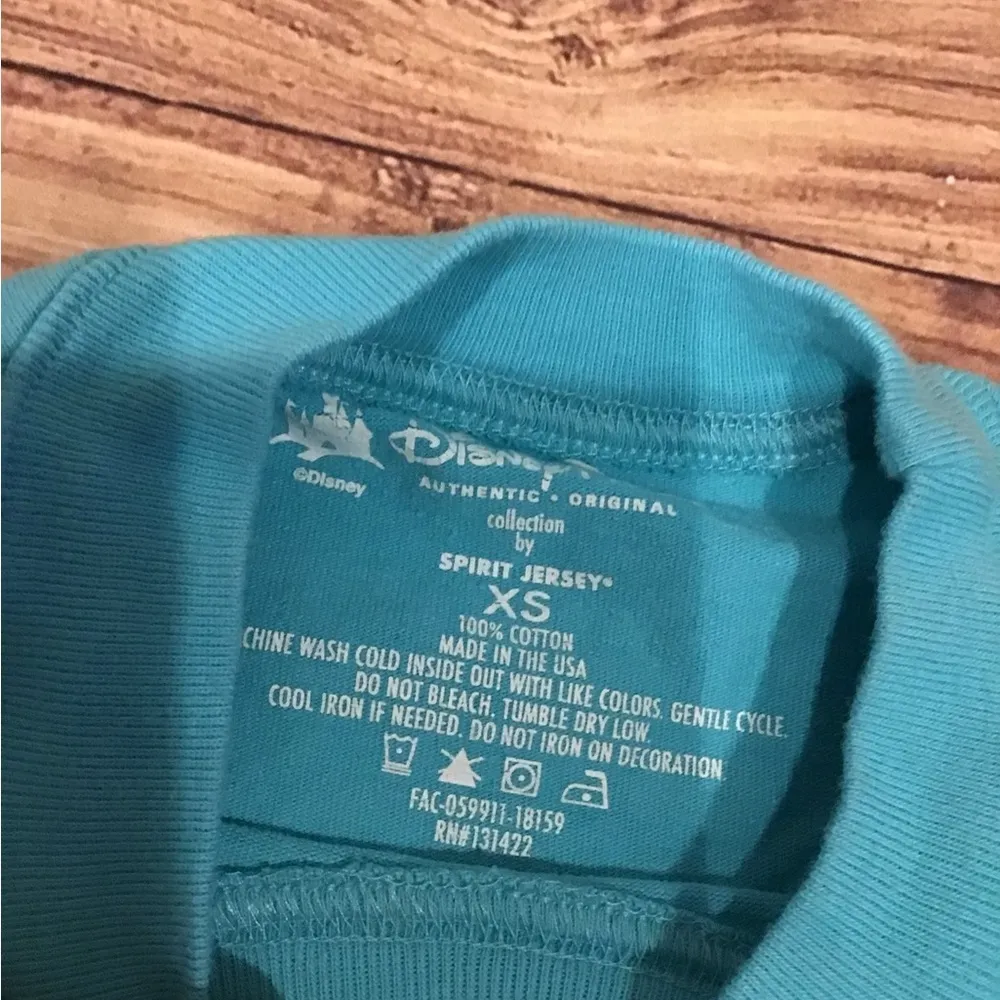 Disney
©Disney
AUTHENTIC • ORIGINAL
collection
by
SPIRIT JERSEY®
XS
100% COTTON
MADE IN THE USA
CHINE WASH COLD INSIDE OUT WITH LIKE COLORS. GENTLE CYCLE.
DO NOT BLEACH. TUMBLE DRY LOW.
COOL IRON IF NEEDED. DO NOT IRON ON DECORATION
FAC-059911-18159
RN#131422